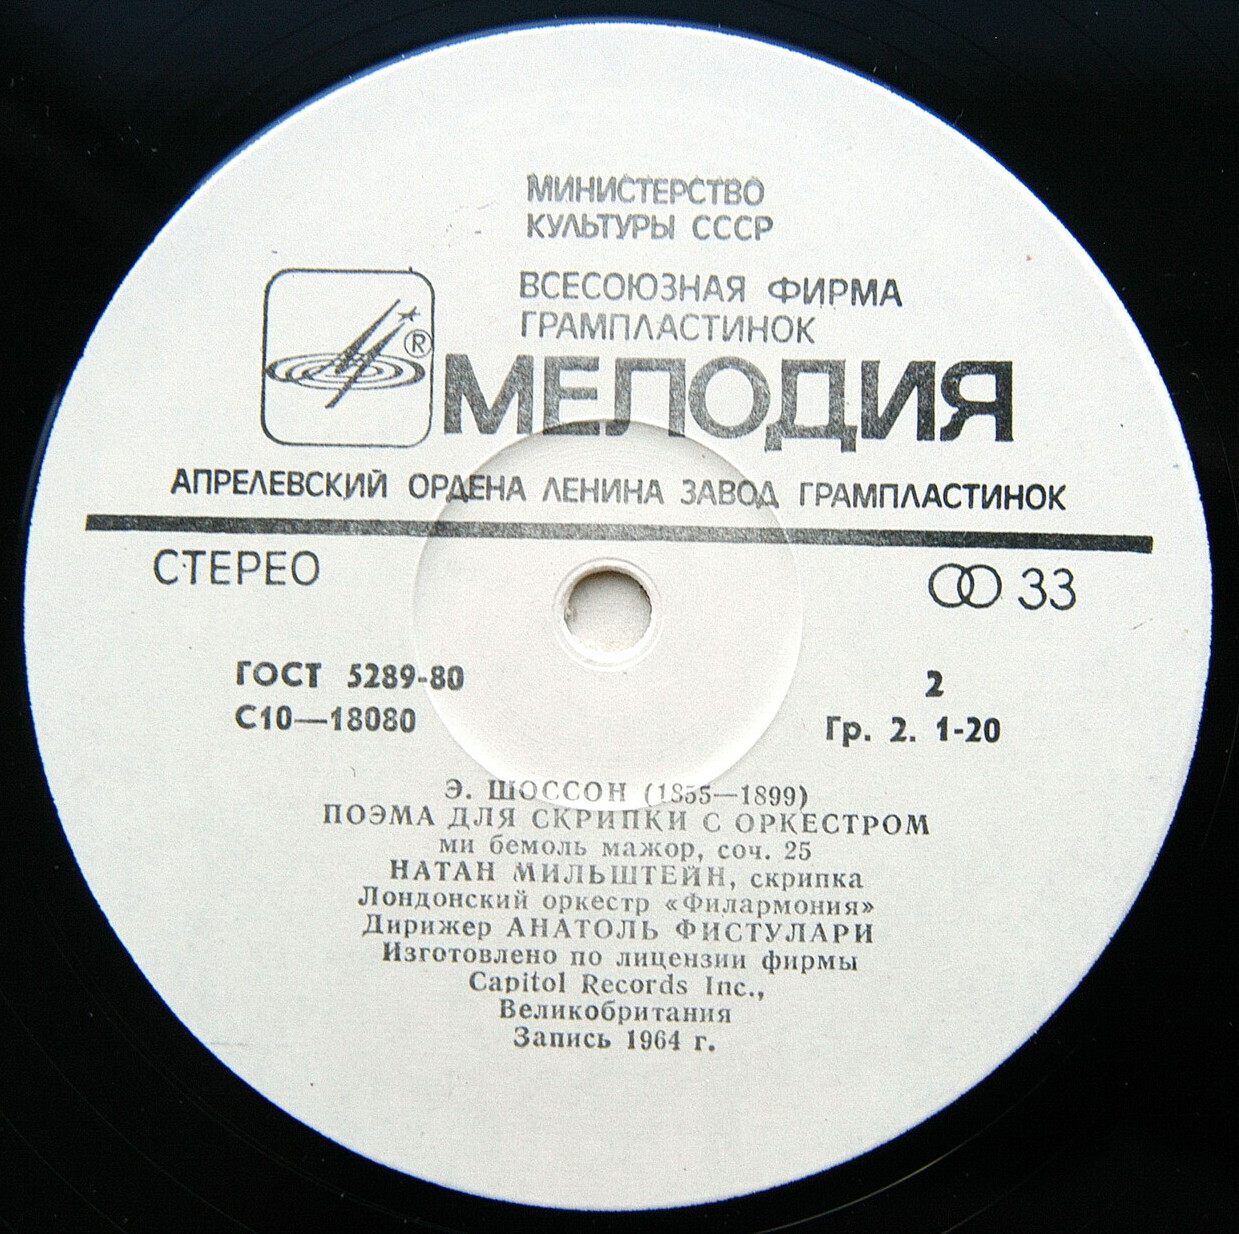 МИНИСТЕРСТВО
КУЛЬТУРЫ СССР
ВСЕСОЮЗНАЯ ФИРМА
ГРАМПЛАСТИНОК
®
МЕЛОДИЯ
АПРЕЛЕВСКИЙ ОРДЕНА ЛЕНИНА ЗАВОД ГРАМПЛАСТИНОК
СТЕРЕО
33
ГОСТ 5289-80
2
С10—18080
Гр. 2. 1-20
Э. ШОССОН (1855—1899)
ПОЭМА ДЛЯ СКРИПКИ С ОРКЕСТРОМ
ми бемоль мажор, соч. 25
НАТАН МИЛЬШТЕЙН, скрипка
Лондонский оркестр «Филармония»
Дирижер АНАТОЛЬ ФИСТУЛАРИ
Изготовлено по лицензии фирмы
Capitol Records Inc.,
Великобритания
Запись 1964 г.